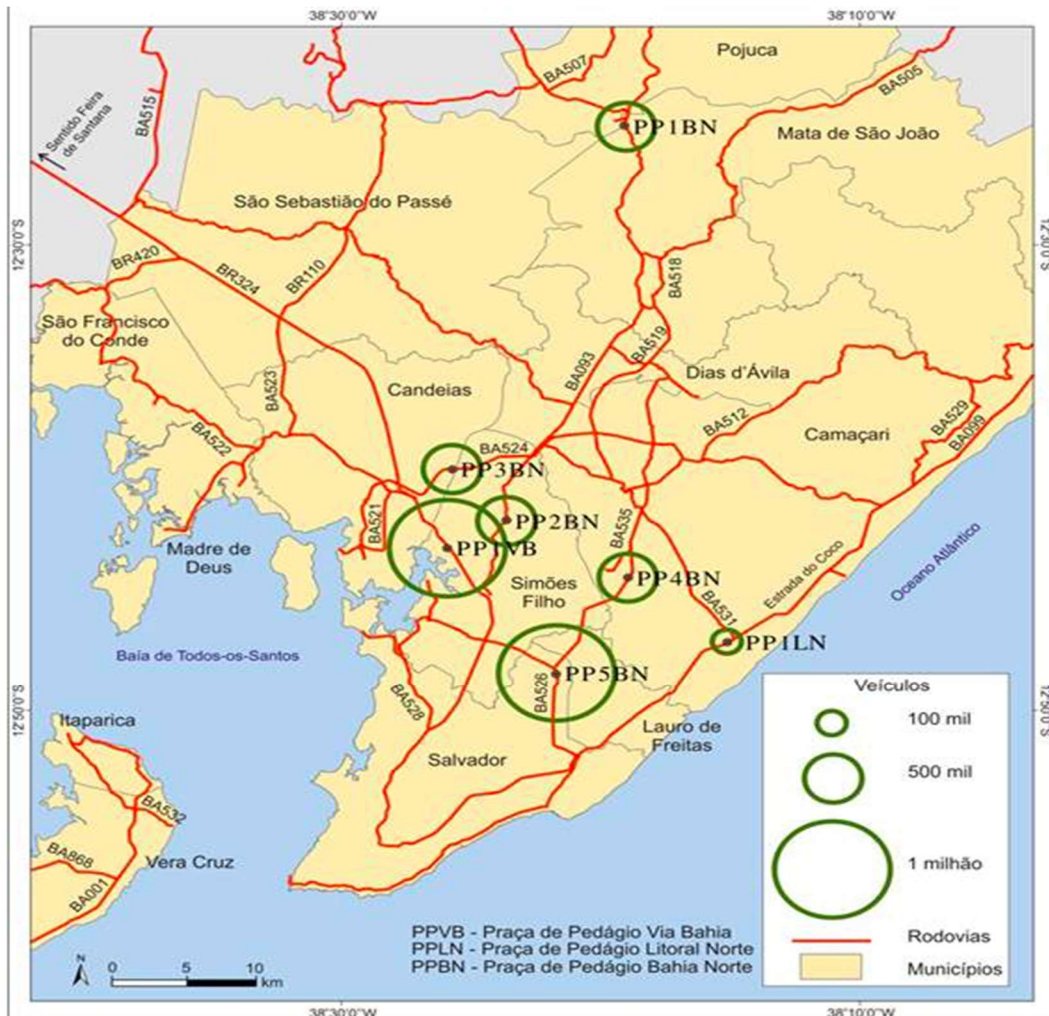 38°30'0"W
38°10'0"W
Pojuca
BA507
BA505
BA515
Sentido Feira
de Santana
PP1BN
Mata de São João
São Sebastião do Passé
12°30'0"S
12°30'0"S
BR420
BR324
BR110
BA518
São Francisco
do Conde
BA519
BA093
Dias d'Ávila
Candeias
BA523
BA512
BA529
BA099
Camaçari
BA522
BA524
PP3BN
BA521
PP2BN
BA535
PP1VB
Madre de
Deus
Simões
Filho
PP4BN
Estrada do Coco
Oceano Atlântico
BA531
PP1LN
Baía de Todos-os-Santos
PP5BN
BA526
BA528
Itaparica
Lauro de
Freitas
12°50'0"S
12°50'0"S
Salvador
BA532
BA868
Vera Cruz
BA001
Veículos
100 mil
500 mil
1 milhão
Rodovias
Municípios
PPVB - Praça de Pedágio Via Bahia
PPLN - Praça de Pedágio Litoral Norte
PPBN - Praça de Pedágio Bahia Norte
N
0 5 10
km
38°30'0"W
38°10'0"W